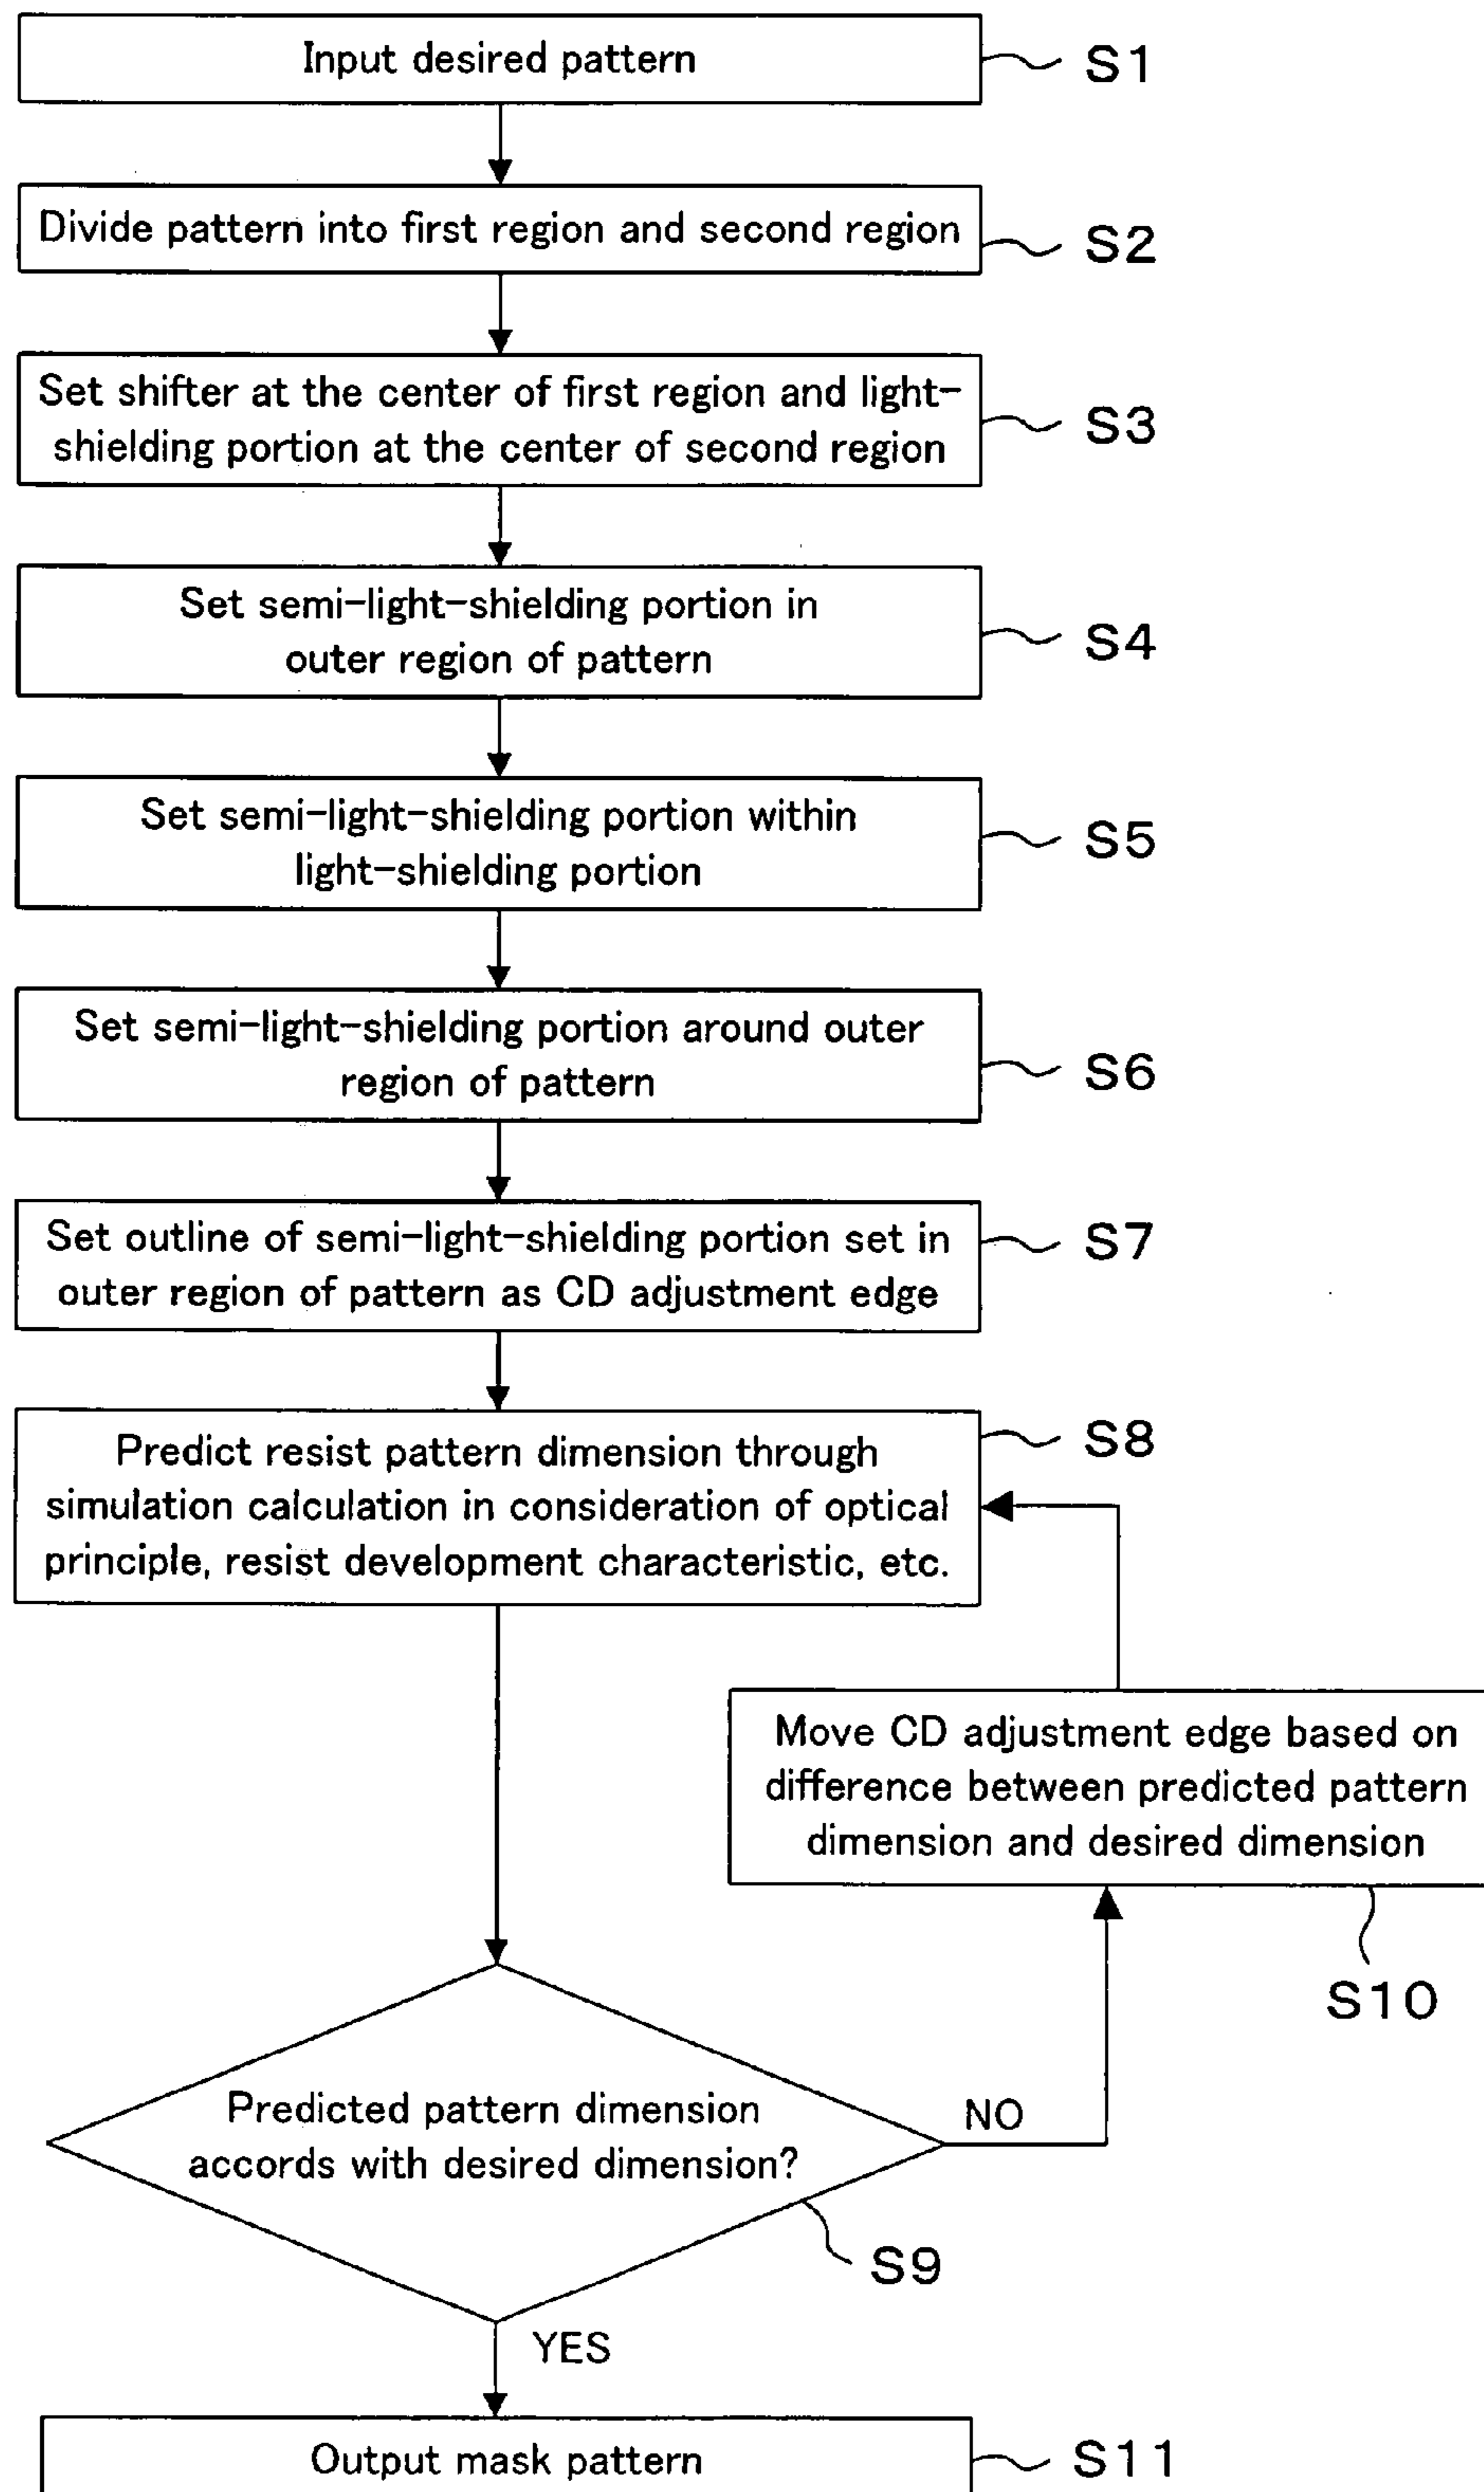 Input desired pattern
S1
Divide pattern into first region and second region
S2
Set shifter at the center of first region and light-
shielding portion at the center of second region
S3
Set semi-light-shielding portion in
outer region of pattern
S4
Set semi-light-shielding portion within
light-shielding portion
S5
Set semi-light-shielding portion around outer
region of pattern
S6
Set outline of semi-light-shielding portion set in
outer region of pattern as CD adjustment edge
S7
Predict resist pattern dimension through
simulation calculation in consideration of optical
principle, resist development characteristic, etc.
S8
Move CD adjustment edge based on
difference between predicted pattern
dimension and desired dimension
S10
Predicted pattern dimension
accords with desired dimension?
NO
S9
YES
Output mask pattern
S11